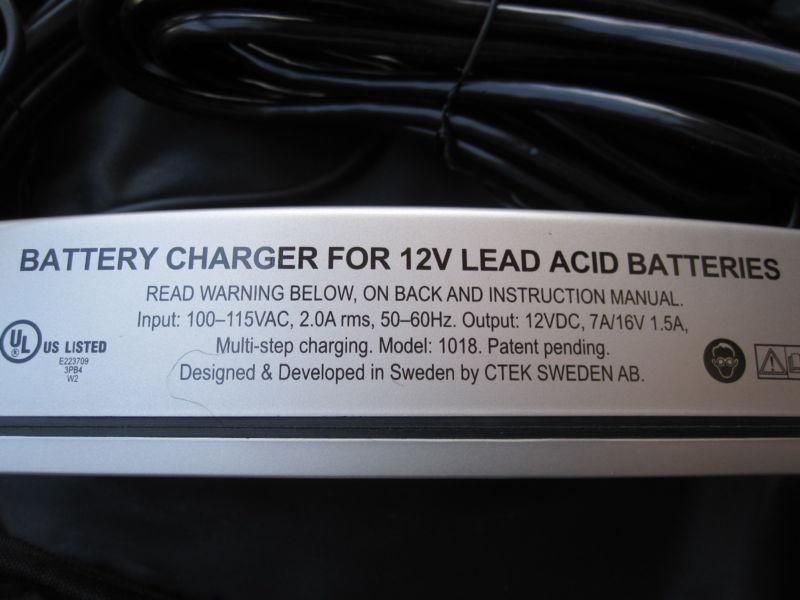 BATTERY CHARGER FOR 12V LEAD ACID BATTERIES
READ WARNING BELOW, ON BACK AND INSTRUCTION MANUAL.
Input: 100–115VAC, 2.0A rms, 50–60Hz. Output: 12VDC, 7A/16V 1.5A,
Multi-step charging. Model: 1018. Patent pending.
Designed & Developed in Sweden by CTEK SWEDEN AB.
UL US LISTED
E223709
3PB4
W2